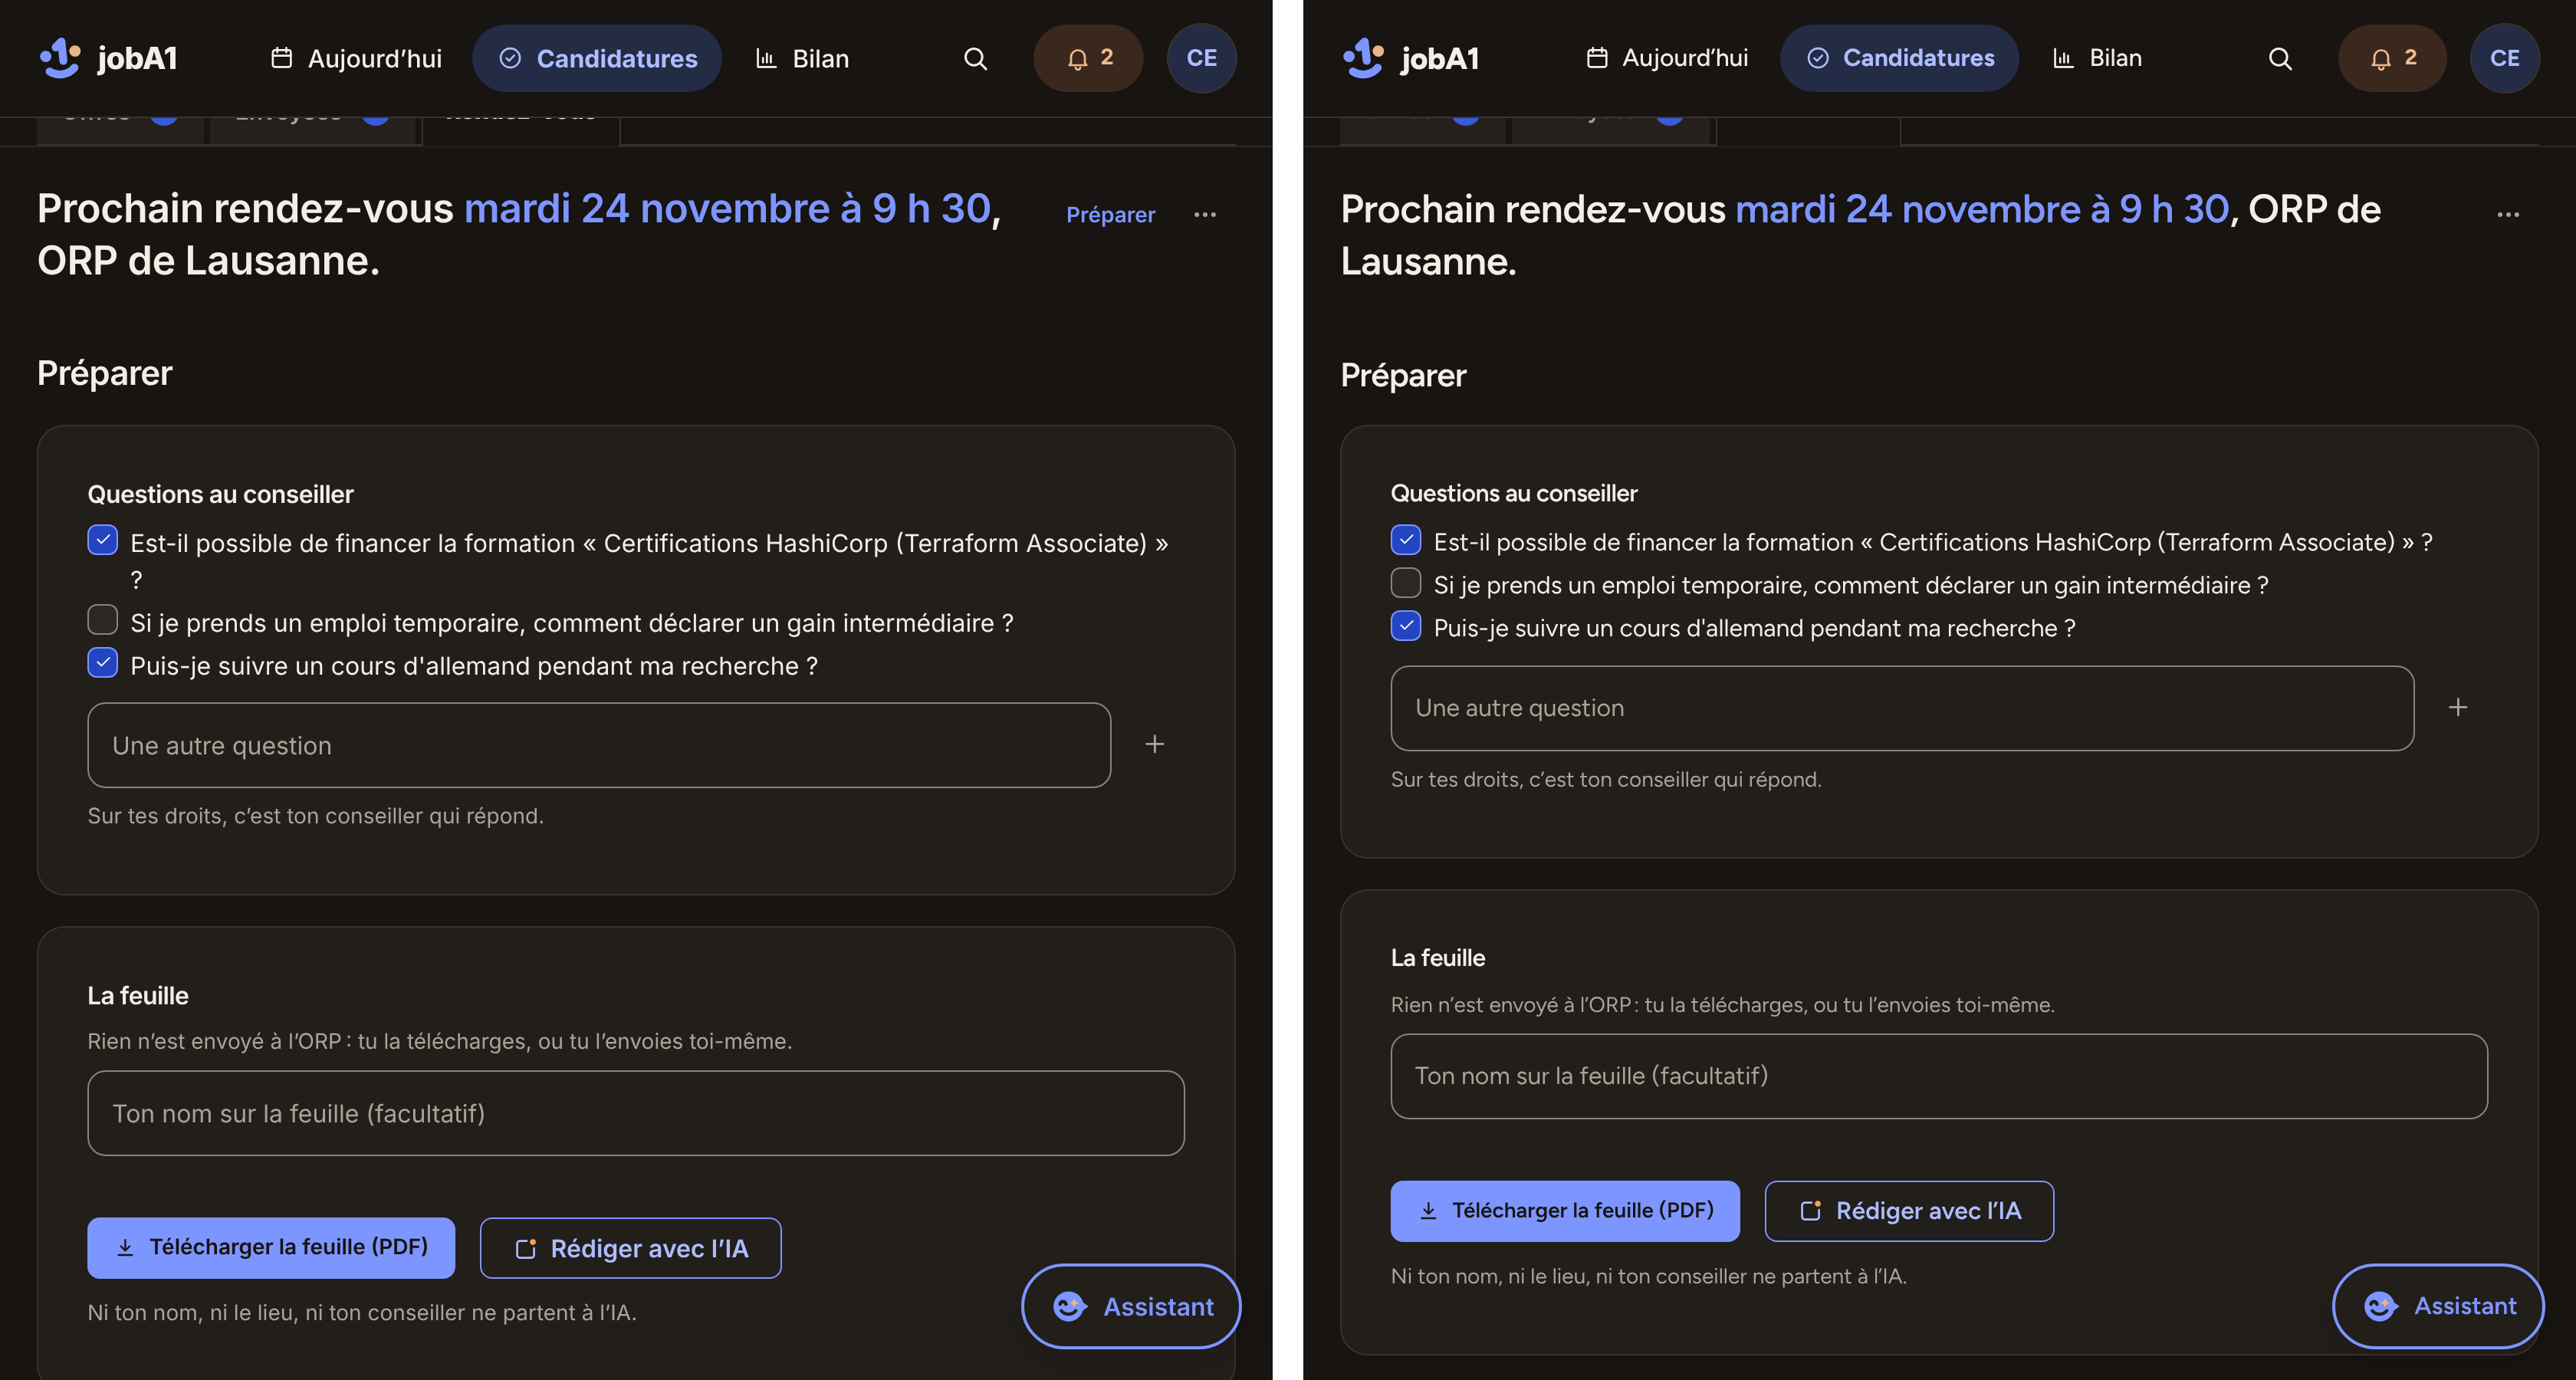 jobA1
Aujourd’hui
Candidatures
Bilan
2
CE
Prochain rendez-vous mardi 24 novembre à 9 h 30,
ORP de Lausanne.
Préparer
Préparer
Questions au conseiller
Est-il possible de financer la formation « Certifications HashiCorp (Terraform Associate) »
?
Si je prends un emploi temporaire, comment déclarer un gain intermédiaire ?
Puis-je suivre un cours d'allemand pendant ma recherche ?
Une autre question
Sur tes droits, c’est ton conseiller qui répond.
La feuille
Rien n’est envoyé à l’ORP : tu la télécharges, ou tu l’envoies toi-même.
Ton nom sur la feuille (facultatif)
Télécharger la feuille (PDF)
Rédiger avec l’IA
Ni ton nom, ni le lieu, ni ton conseiller ne partent à l’IA.
Assistant
jobA1
Aujourd’hui
Candidatures
Bilan
2
CE
Prochain rendez-vous mardi 24 novembre à 9 h 30, ORP de
Lausanne.
Préparer
Questions au conseiller
Est-il possible de financer la formation « Certifications HashiCorp (Terraform Associate) » ?
Si je prends un emploi temporaire, comment déclarer un gain intermédiaire ?
Puis-je suivre un cours d'allemand pendant ma recherche ?
Une autre question
Sur tes droits, c’est ton conseiller qui répond.
La feuille
Rien n’est envoyé à l’ORP : tu la télécharges, ou tu l’envoies toi-même.
Ton nom sur la feuille (facultatif)
Télécharger la feuille (PDF)
Rédiger avec l’IA
Ni ton nom, ni le lieu, ni ton conseiller ne partent à l’IA.
Assistant